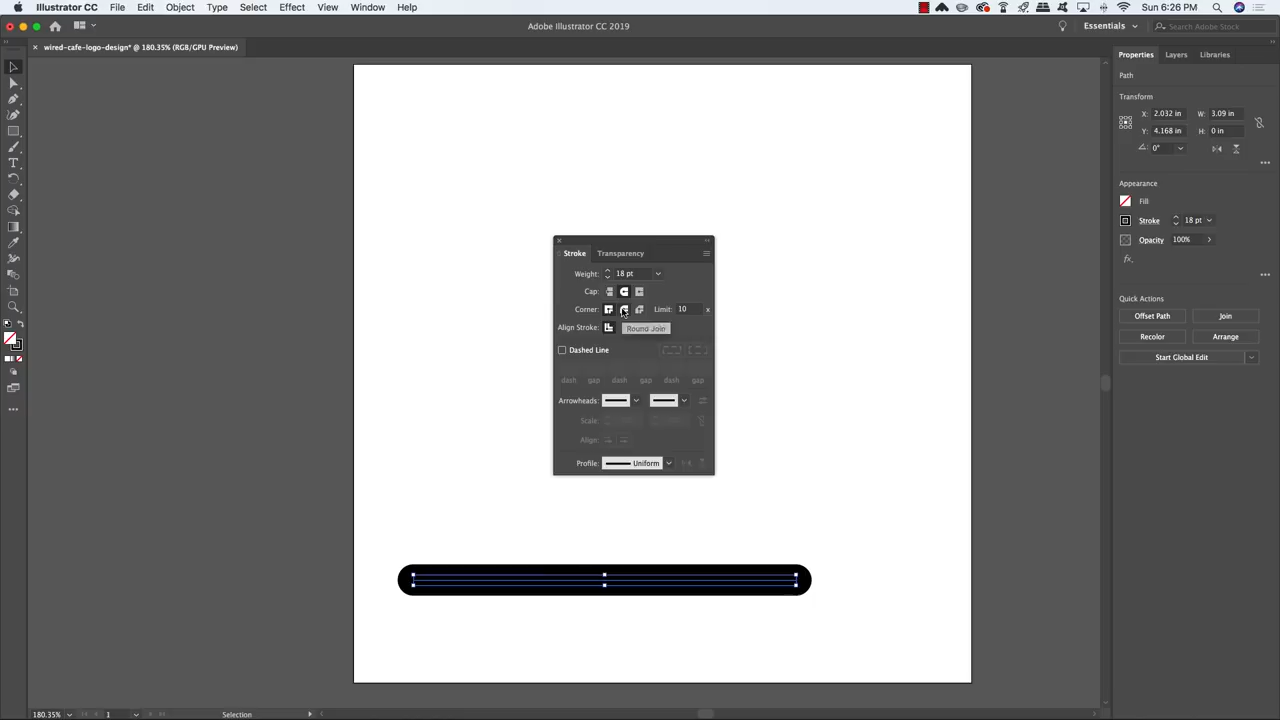 Illustrator CC File Edit Object Type Select Effect View Window Help
Sun 6:26 PM
Adobe Illustrator CC 2019
Essentials
Search Adobe Stock
× wired-cafe-logo-design* @ 180.35% (RGB/GPU Preview)
Properties Layers Libraries
Path
Transform
X: 2.032 in W: 3.09 in
Y: 4.168 in H: 0 in
0°
Appearance
Fill
Stroke 18 pt
Opacity 100%
fx.
Quick Actions
Offset Path Join
Recolor Arrange
Start Global Edit
Stroke Transparency
Weight: 18 pt
Cap:
Corner: Limit: 10 x
Align Stroke:
Round Join
Dashed Line
dash gap dash gap dash gap
Arrowheads:
Scale:
Align:
Profile: Uniform
180.35% 1 Selection